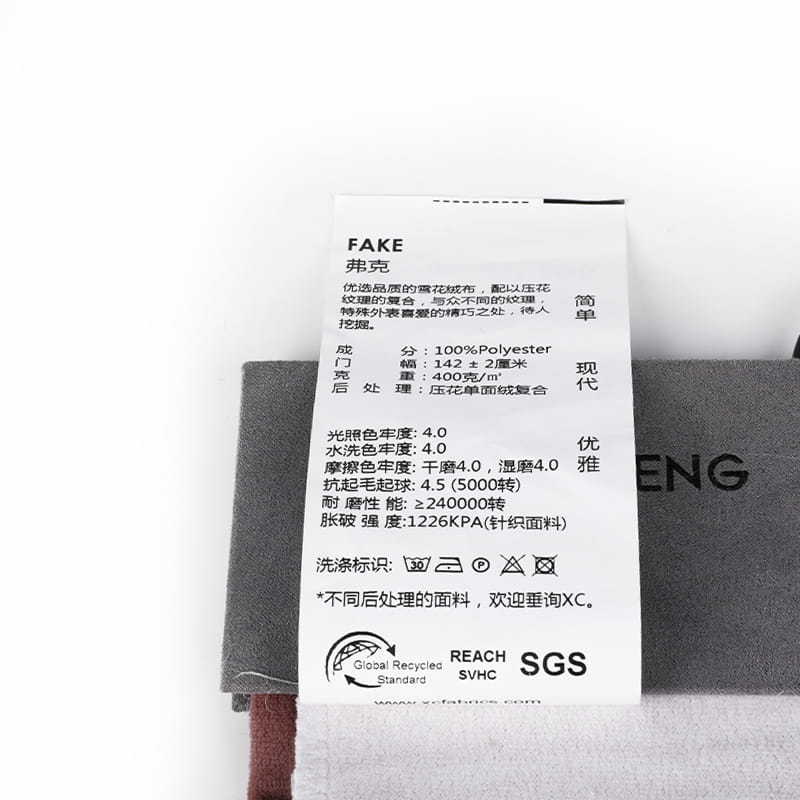 FAKE
弗克
优选品质的雪花绒布，配以压花
纹理的复合，与众不同的纹理，
特殊外表喜爱的精巧之处，待人
挖掘。
简单
成 分：100%Polyester
门 幅：142 ± 2厘米
克 重：400克/㎡
后 处 理：压花单面绒复合
现代
光照色牢度: 4.0
水洗色牢度: 4.0
摩擦色牢度: 干磨4.0，湿磨4.0
抗起毛起球: 4.5 (5000转)
耐 磨性 能: ≥240000转
胀破 强 度:1226KPA(针织面料)
优雅
ENG
洗涤标识: 30 P
*不同后处理的面料，欢迎垂询XC。
Global Recycled
Standard
REACH
SVHC
SGS
www.xcfabrics.com